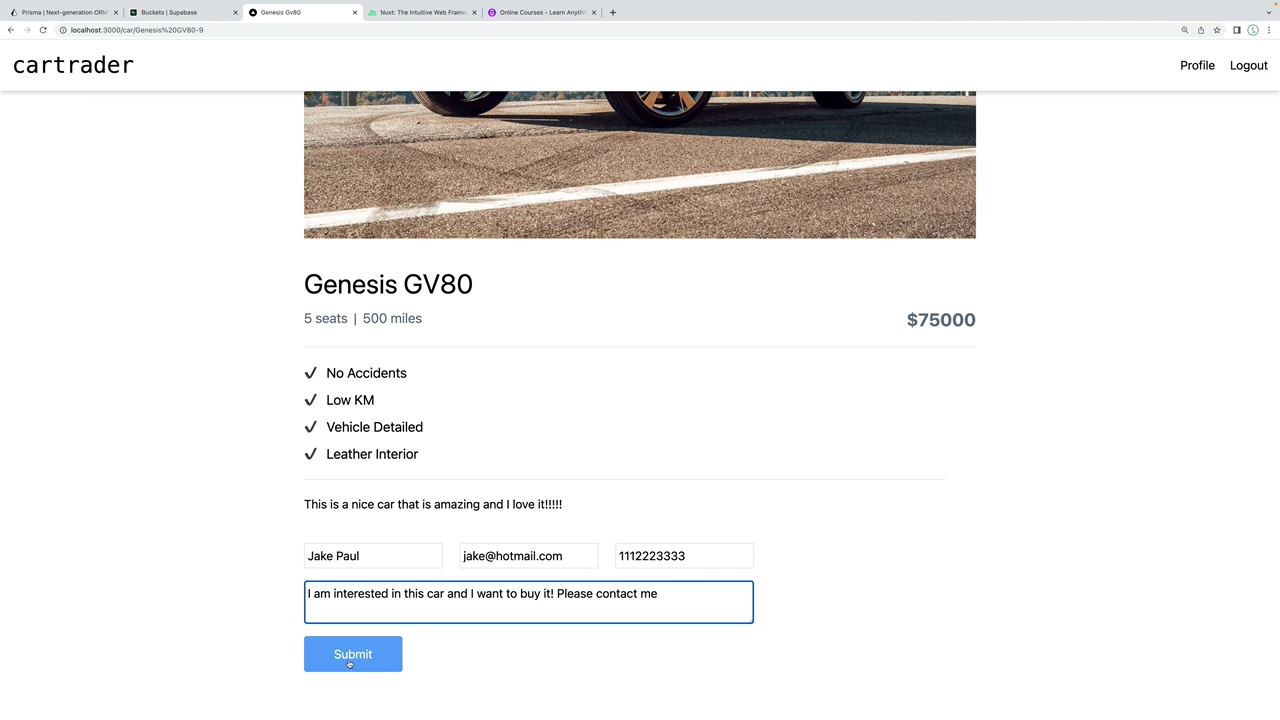 Prisma | Next-generation ORM
Buckets | Supabase
Genesis Gv80
Nuxt: The Intuitive Web Frame
Online Courses - Learn Anythi
localhost:3000/car/Genesis%20GV80-9
L
cartrader
Profile
Logout
Genesis GV80
5 seats | 500 miles
$75000
No Accidents
Low KM
Vehicle Detailed
Leather Interior
This is a nice car that is amazing and I love it!!!!!
Jake Paul
jake@hotmail.com
1112223333
I am interested in this car and I want to buy it! Please contact me
Submit